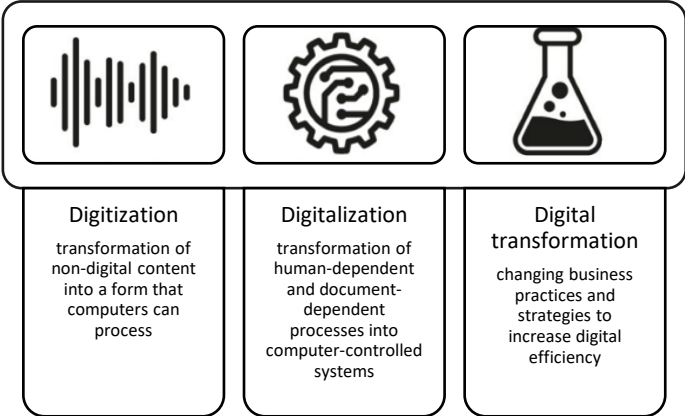 Digitization
transformation of
non-digital content
into a form that
computers can
process
Digitalization
transformation of
human-dependent
and document-
dependent
processes into
computer-controlled
systems
Digital
transformation
changing business
practices and
strategies to
increase digital
efficiency